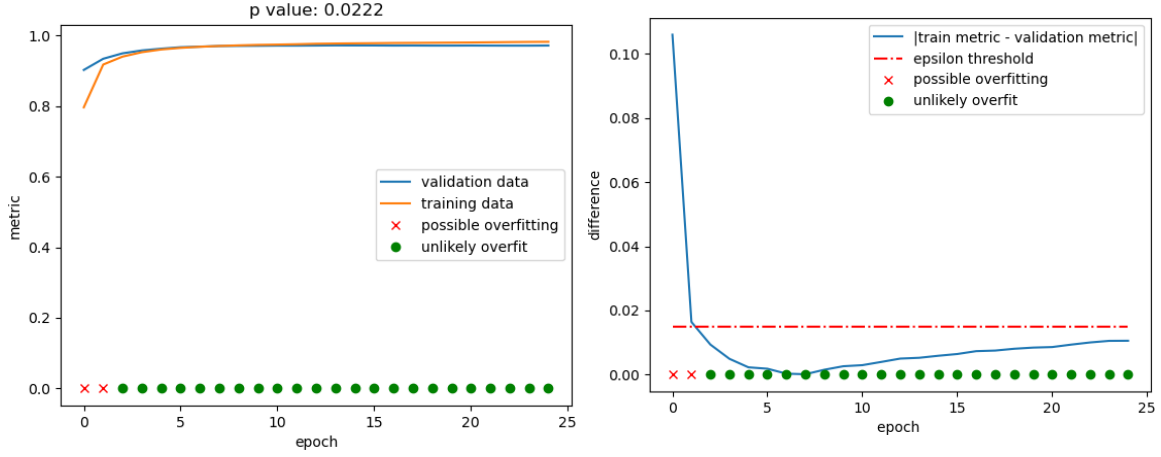 p value: 0.0222
1.0
0.8
0.6
0.4
0.2
0.0
metric
validation data
training data
possible overfitting
unlikely overfit
0 5 10 15 20 25
epoch
0.10
0.08
0.06
0.04
0.02
0.00
difference
|train metric - validation metric|
epsilon threshold
possible overfitting
unlikely overfit
0 5 10 15 20 25
epoch